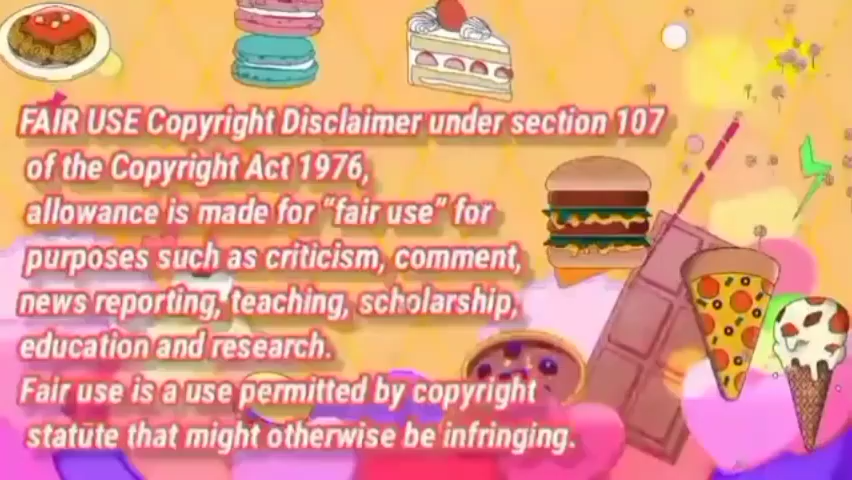 FAIR USE Copyright Disclaimer under section 107
of the Copyright Act 1976,
allowance is made for “fair use” for
purposes such as criticism, comment,
news reporting, teaching, scholarship,
education and research.
Fair use is a use permitted by copyright
statute that might otherwise be infringing.